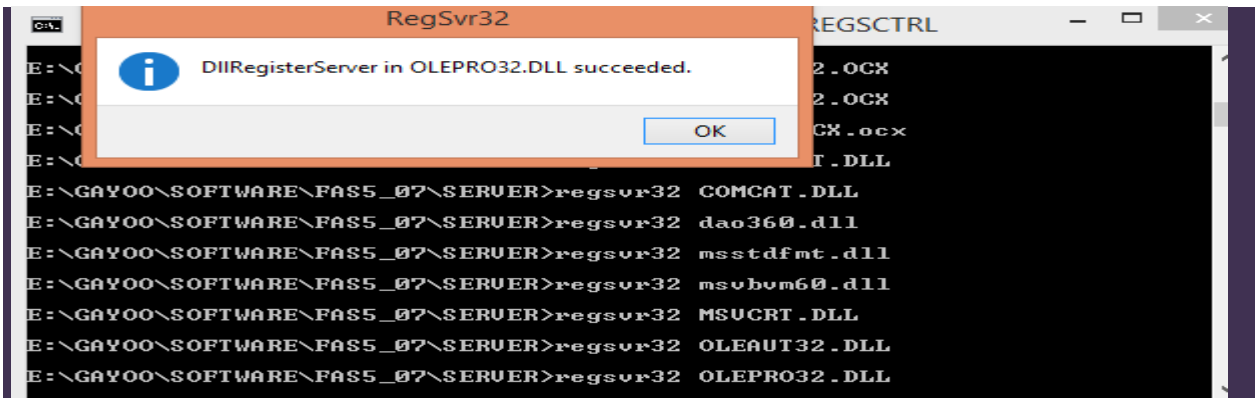 RegSvr32
REGSCTRL
DllRegisterServer in OLEPRO32.DLL succeeded.
OK
E:\G 2.OCX
E:\G 2.OCX
E:\G CX.ocx
E:\G T.DLL
E:\GAYOO\SOFTWARE\FAS5_07\SERVER>regsvr32 COMCAT.DLL
E:\GAYOO\SOFTWARE\FAS5_07\SERVER>regsvr32 dao360.dll
E:\GAYOO\SOFTWARE\FAS5_07\SERVER>regsvr32 msstdfmt.dll
E:\GAYOO\SOFTWARE\FAS5_07\SERVER>regsvr32 msvbvm60.dll
E:\GAYOO\SOFTWARE\FAS5_07\SERVER>regsvr32 MSVCRT.DLL
E:\GAYOO\SOFTWARE\FAS5_07\SERVER>regsvr32 OLEAUT32.DLL
E:\GAYOO\SOFTWARE\FAS5_07\SERVER>regsvr32 OLEPRO32.DLL